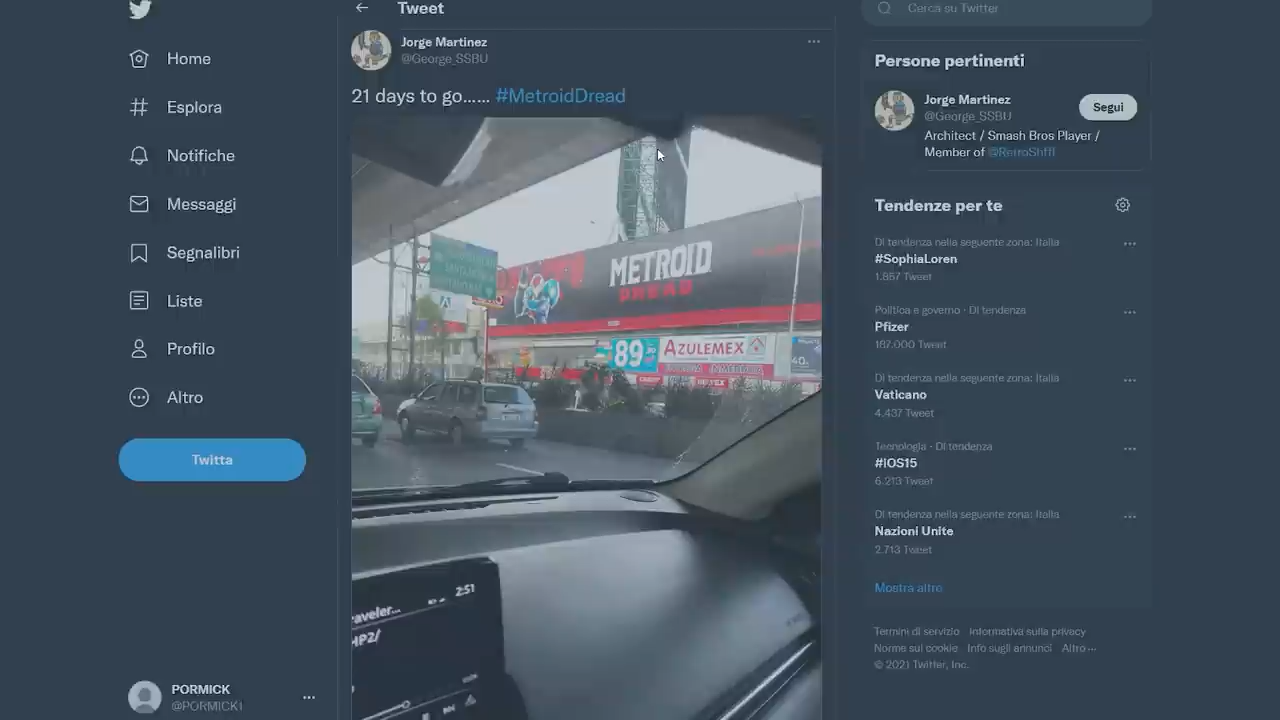 Tweet
Cerca su Twitter
Home
Esplora
Notifiche
Messaggi
Segnalibri
Liste
Profilo
Altro
Twitta
PORMICK
@PORMICK1
Jorge Martinez
@George_SSBU
21 days to go...... #MetroidDread
METROID
DREAD
89
AZULEMEX
40
2:51
raveler...
HP2/
Persone pertinenti
Jorge Martinez
@George_SSBU
Segui
Architect / Smash Bros Player /
Member of @RetroShffl
Tendenze per te
Di tendenza nella seguente zona: Italia
#SophiaLoren
1.857 Tweet
Politica e governo · Di tendenza
Pfizer
187.000 Tweet
Di tendenza nella seguente zona: Italia
Vaticano
4.437 Tweet
Tecnologia · Di tendenza
#iOS15
6.213 Tweet
Di tendenza nella seguente zona: Italia
Nazioni Unite
2.713 Tweet
Mostra altro
Termini di servizio Informativa sulla privacy
Norme sui cookie Info sugli annunci Altro ···
© 2021 Twitter, Inc.